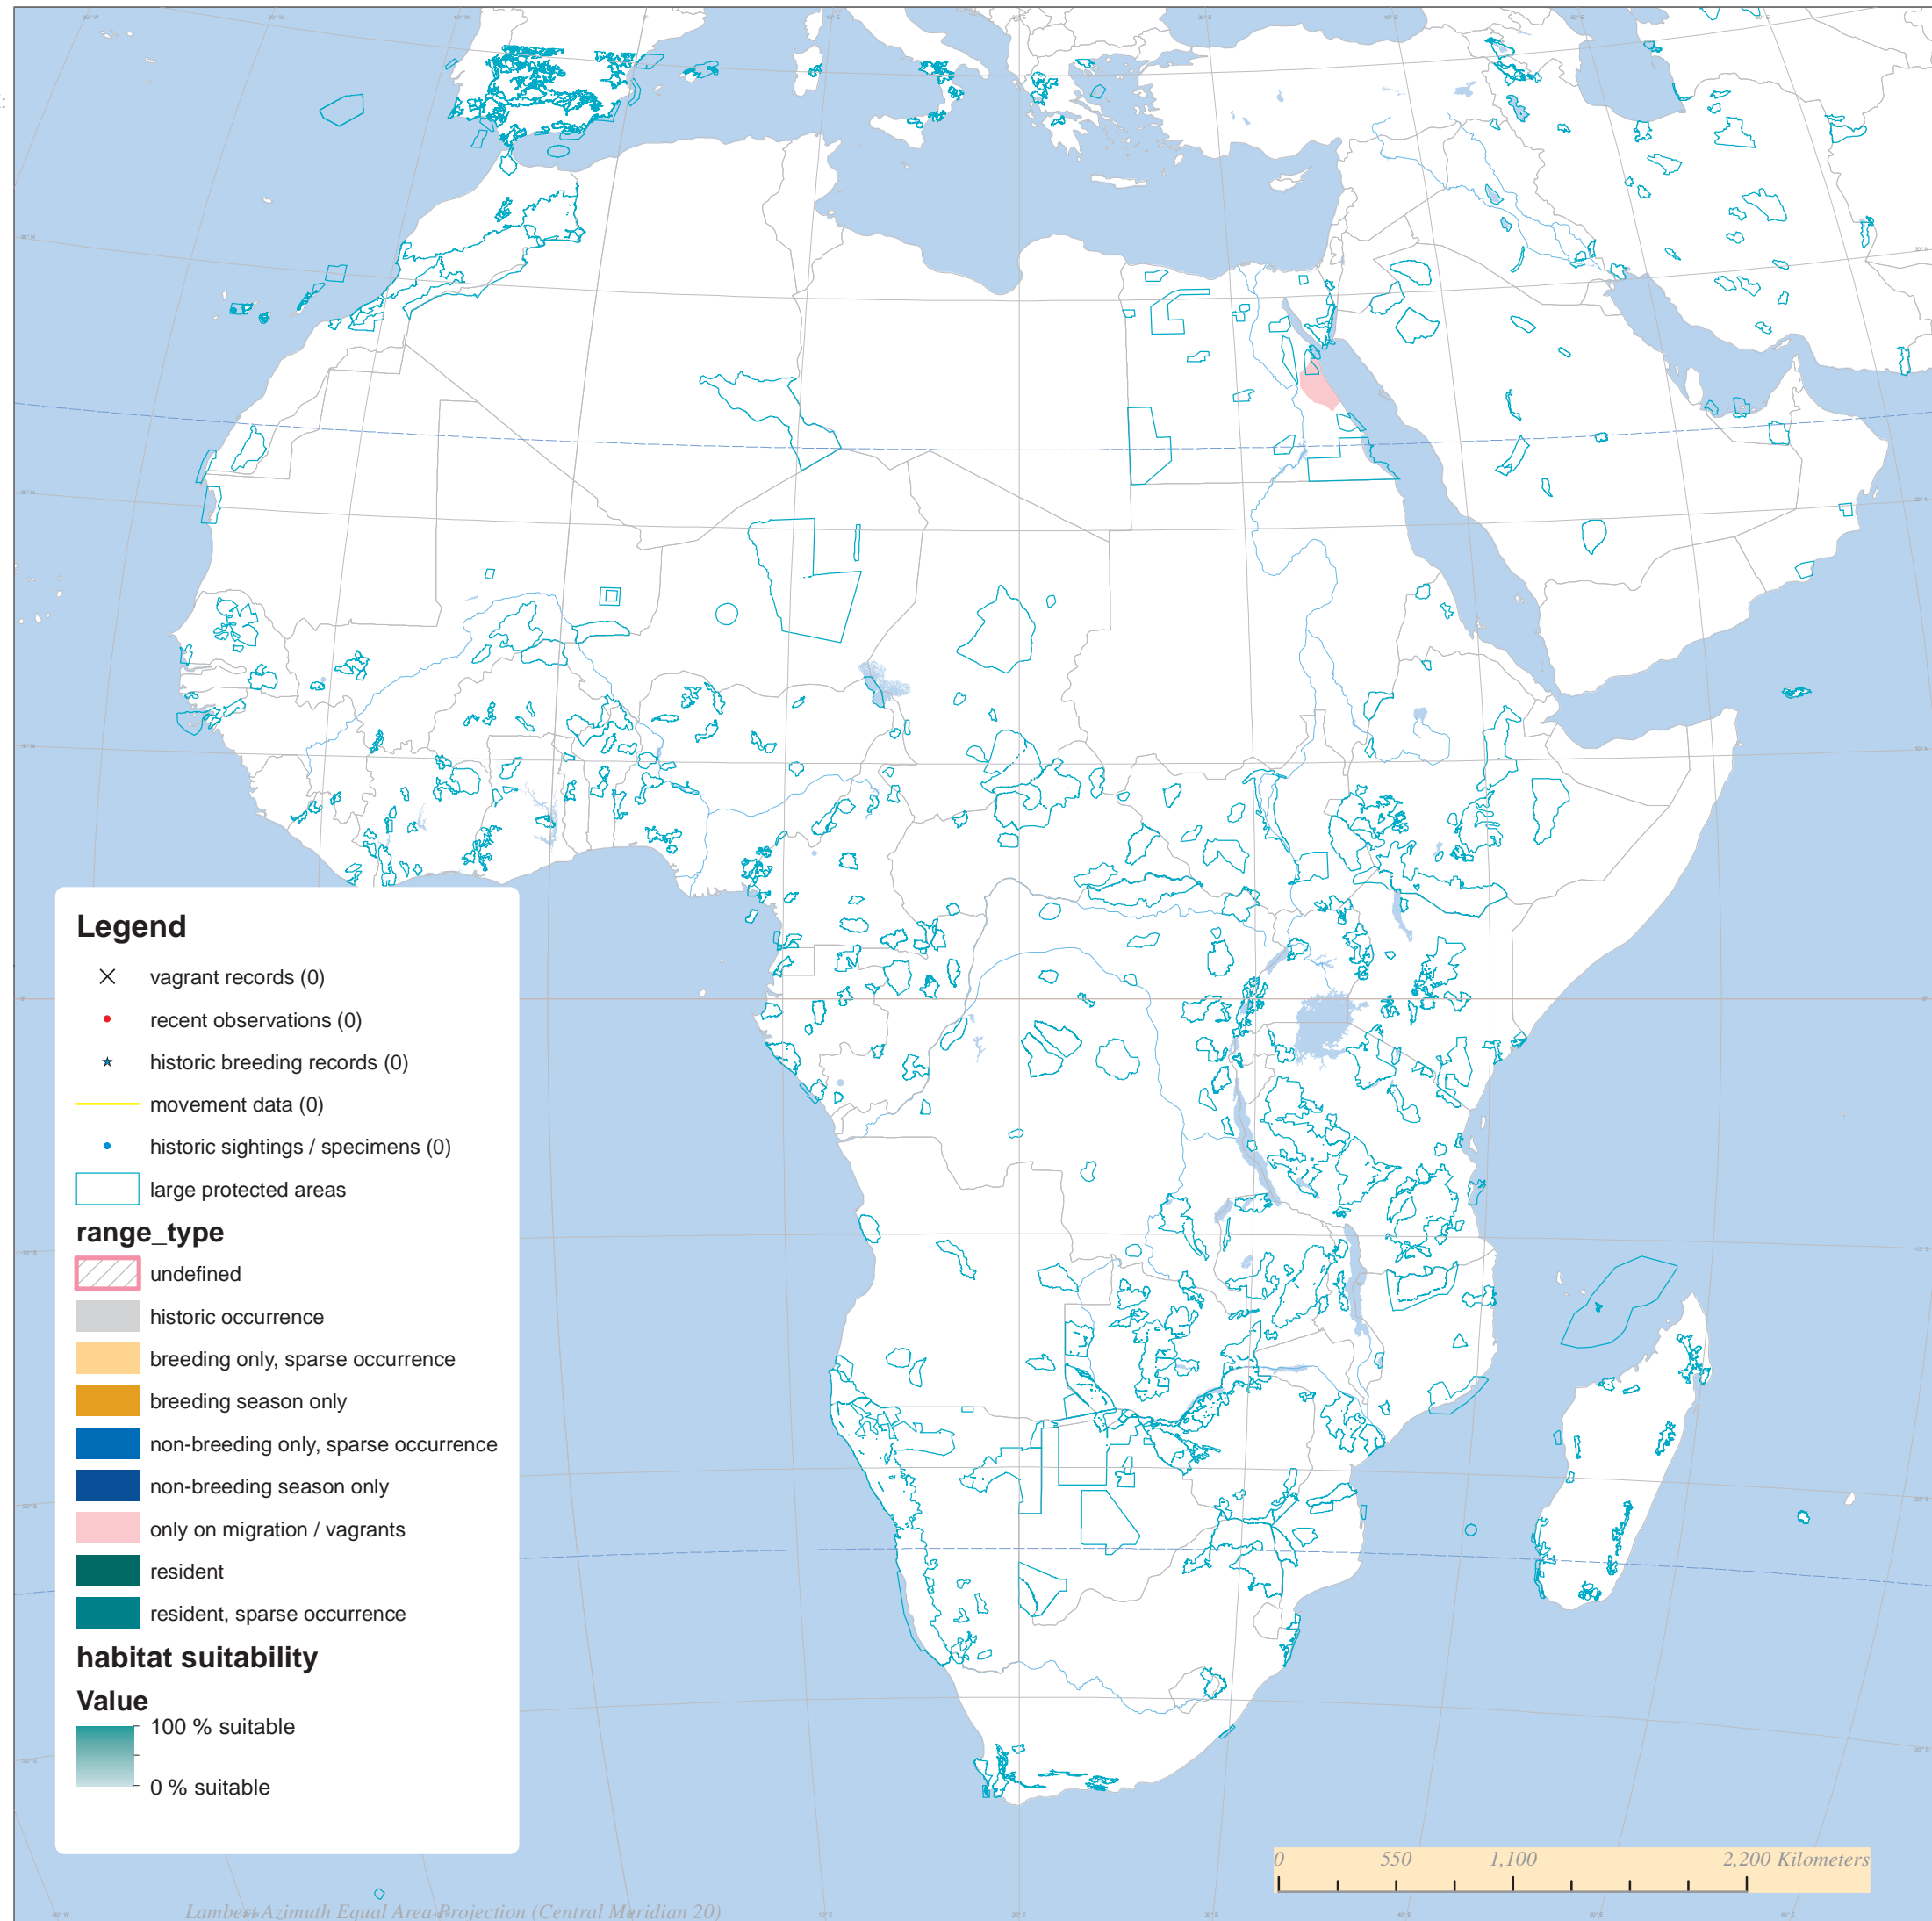 Legend
vagrant records (0)
recent observations (0)
historic breeding records (0)
movement data (0)
historic sightings / specimens (0)
large protected areas
range_type
undefined
historic occurrence
breeding only, sparse occurrence
breeding season only
non-breeding only, sparse occurrence
non-breeding season only
only on migration / vagrants
resident
resident, sparse occurrence
habitat suitability
Value
100 % suitable
0 % suitable
0 550 1,100 2,200 Kilometers
Lambert Azimuth Equal Area Projection (Central Meridian 20)